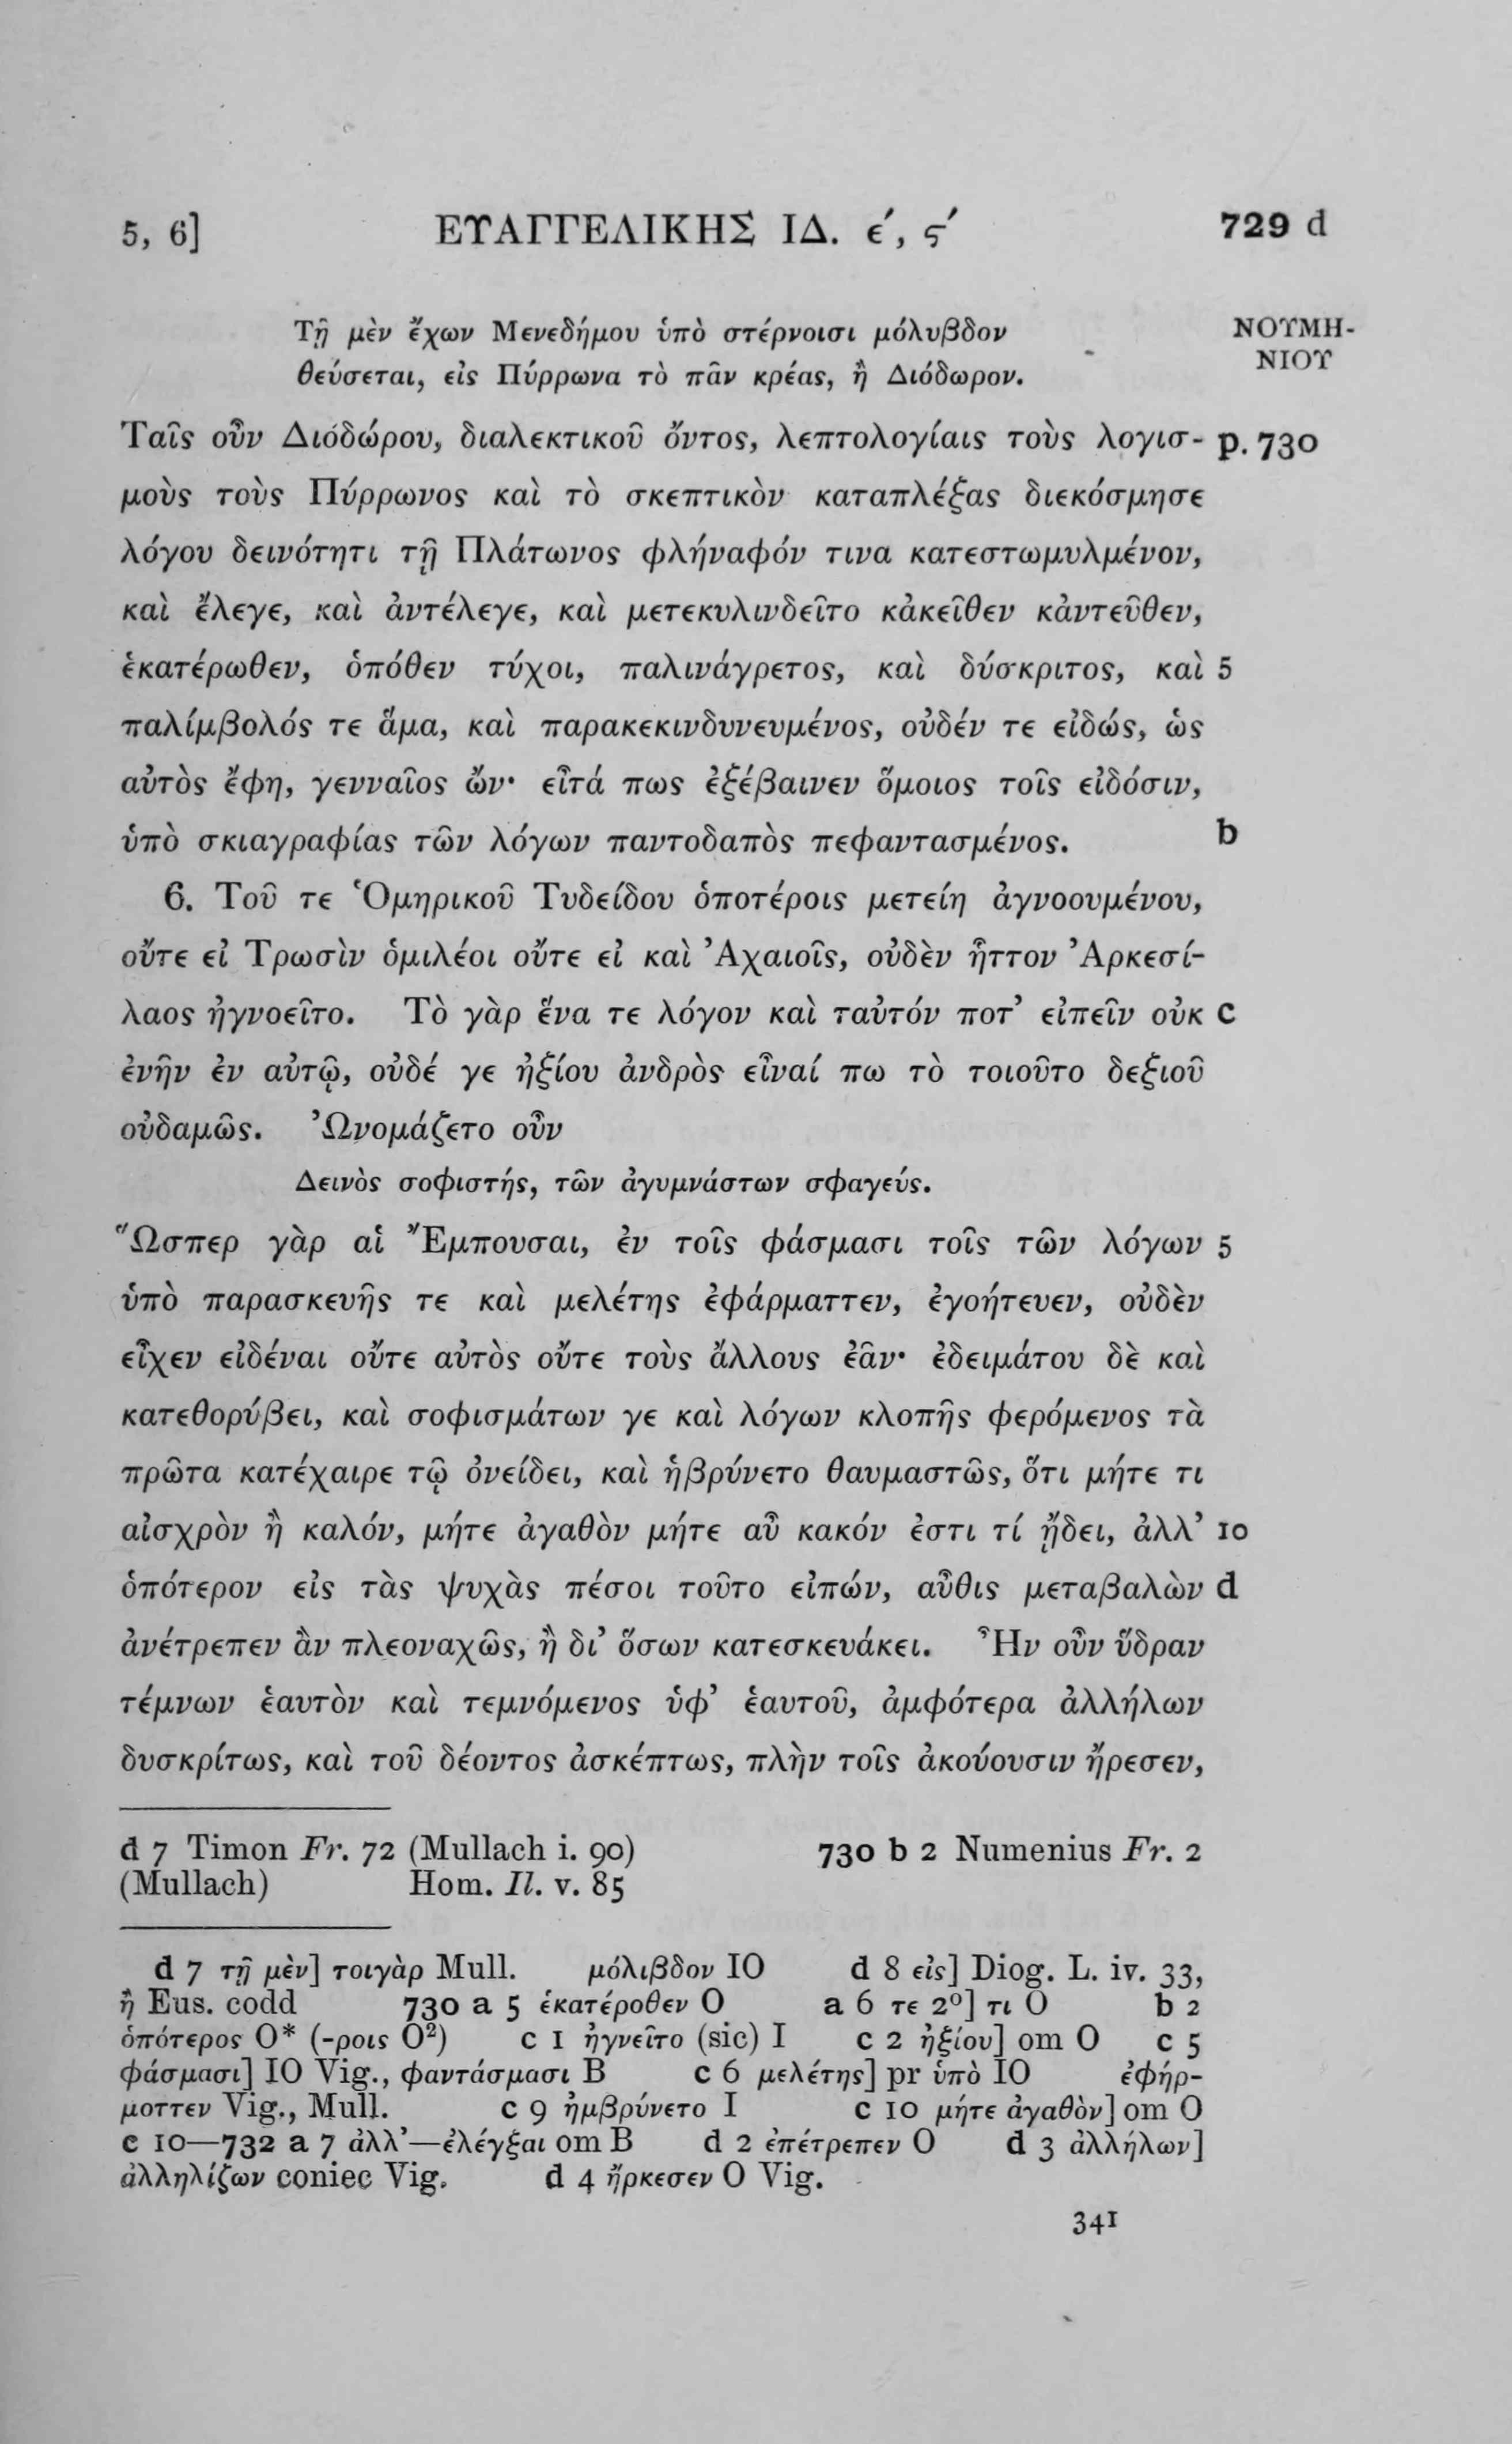 5, 6] ΕΥΑΓΓΕΛΙΚΗΣ ΙΔ. ϵ΄, ϛ΄ 729 d
Τῇ μὲν ἔχων Μενεδήμου ὑπὸ στέρνοισι μόλυβδον ΝΟΥΜΗ-
θεύσεται, εἰς Πύρρωνα τὸ πᾶν κρέας, ἢ Διόδωρον. ΝΙΟΥ
Ταῖς οὖν Διόδώρου, διαλεκτικοῦ ὄντος, λεπτολογίαις τοὺς λογισ- p. 730
μοὺς τοὺς Πύρρωνος καὶ τὸ σκεπτικὸν καταπλέξας διεκόσμησε
λόγου δεινότητι τῇ Πλάτωνος φλήναφόν τινα κατεστωμυλμένον,
καὶ ἔλεγε, καὶ ἀντέλεγε, καὶ μετεκυλινδεῖτο κἀκεῖθεν κἀντεῦθεν,
ἑκατέρωθεν, ὁπόθεν τύχοι, παλινάγρετος, καὶ δύσκριτος, καὶ 5
παλίμβολός τε ἅμα, καὶ παρακεκινδυνευμένος, οὐδέν τε εἰδώς, ὡς
αὐτὸς ἔφη, γενναῖος ὤν· εἶτά πως ἐξέβαινεν ὅμοιος τοῖς εἰδόσιν,
ὑπὸ σκιαγραφίας τῶν λόγων παντοδαπὸς πεφαντασμένος. b
6. Τοῦ τε Ὁμηρικοῦ Τυδείδου ὁποτέροις μετείη ἀγνοουμένου,
οὔτε εἰ Τρωσὶν ὁμιλέοι οὔτε εἰ καὶ Ἀχαιοῖς, οὐδὲν ἧττον Ἀρκεσί-
λαος ἠγνοεῖτο. Τὸ γὰρ ἕνα τε λόγον καὶ ταὐτόν ποτ’ εἰπεῖν οὐκ c
ἐνῆν ἐν αὐτῷ, οὐδέ γε ἠξίου ἀνδρὸς εἶναί πω τὸ τοιοῦτο δεξιοῦ
οὐδαμῶς. Ὠνομάζετο οὖν
Δεινὸς σοφιστής, τῶν ἀγυμνάστων σφαγεύς.
Ὥσπερ γὰρ αἱ Ἔμπουσαι, ἐν τοῖς φάσμασι τοῖς τῶν λόγων 5
ὑπὸ παρασκευῆς τε καὶ μελέτης ἐφάρματτεν, ἐγοήτευεν, οὐδὲν
εἶχεν εἰδέναι οὔτε αὐτὸς οὔτε τοὺς ἄλλους ἐᾶν· ἐδειμάτου δὲ καὶ
κατεθορύβει, καὶ σοφισμάτων γε καὶ λόγων κλοπῆς φερόμενος τὰ
πρῶτα κατέχαιρε τῷ ὀνείδει, καὶ ἡβρύνετο θαυμαστῶς, ὅτι μήτε τι
αἰσχρὸν ἢ καλόν, μήτε ἀγαθὸν μήτε αὖ κακόν ἐστι τί ᾔδει, ἀλλ’ 10
ὁπότερον εἰς τὰς ψυχὰς πέσοι τοῦτο εἰπών, αὖθις μεταβαλὼν d
ἀνέτρεπεν ἂν πλεοναχῶς, ἢ δι’ ὅσων κατεσκευάκει. Ἦν οὖν ὕδραν
τέμνων ἑαυτὸν καὶ τεμνόμενος ὑφ’ ἑαυτοῦ, ἀμφότερα ἀλλήλων
δυσκρίτως, καὶ τοῦ δέοντος ἀσκέπτως, πλὴν τοῖς ἀκούουσιν ἤρεσεν,
d 7 Timon Fr. 72 (Mullach i. 90) 730 b 2 Numenius Fr. 2
(Mullach) Hom. Il. v. 85
d 7 τῇ μὲν] τοιγὰρ Mull. μόλιβδον IO d 8 εἰς] Diog. L. iv. 33,
ἢ Eus. codd 730 a 5 ἑκατέροθεν O a 6 τε 2º] τι O b 2
ὁπότερος O* (-ροις O²) c 1 ἠγνεῖτο (sic) I c 2 ἠξίου] om O c 5
φάσμασι] IO Vig., φαντάσμασι B c 6 μελέτης] pr ὑπὸ IO ἐφήρ-
μοττεν Vig., Mull. c 9 ἡμβρύνετο I c 10 μήτε ἀγαθὸν] om O
c 10—732 a 7 ἀλλ’—ἐλέγξαι om B d 2 ἐπέτρεπεν O d 3 ἀλλήλων]
ἀλληλίζων coniec Vig. d 4 ἤρκεσεν O Vig.
341